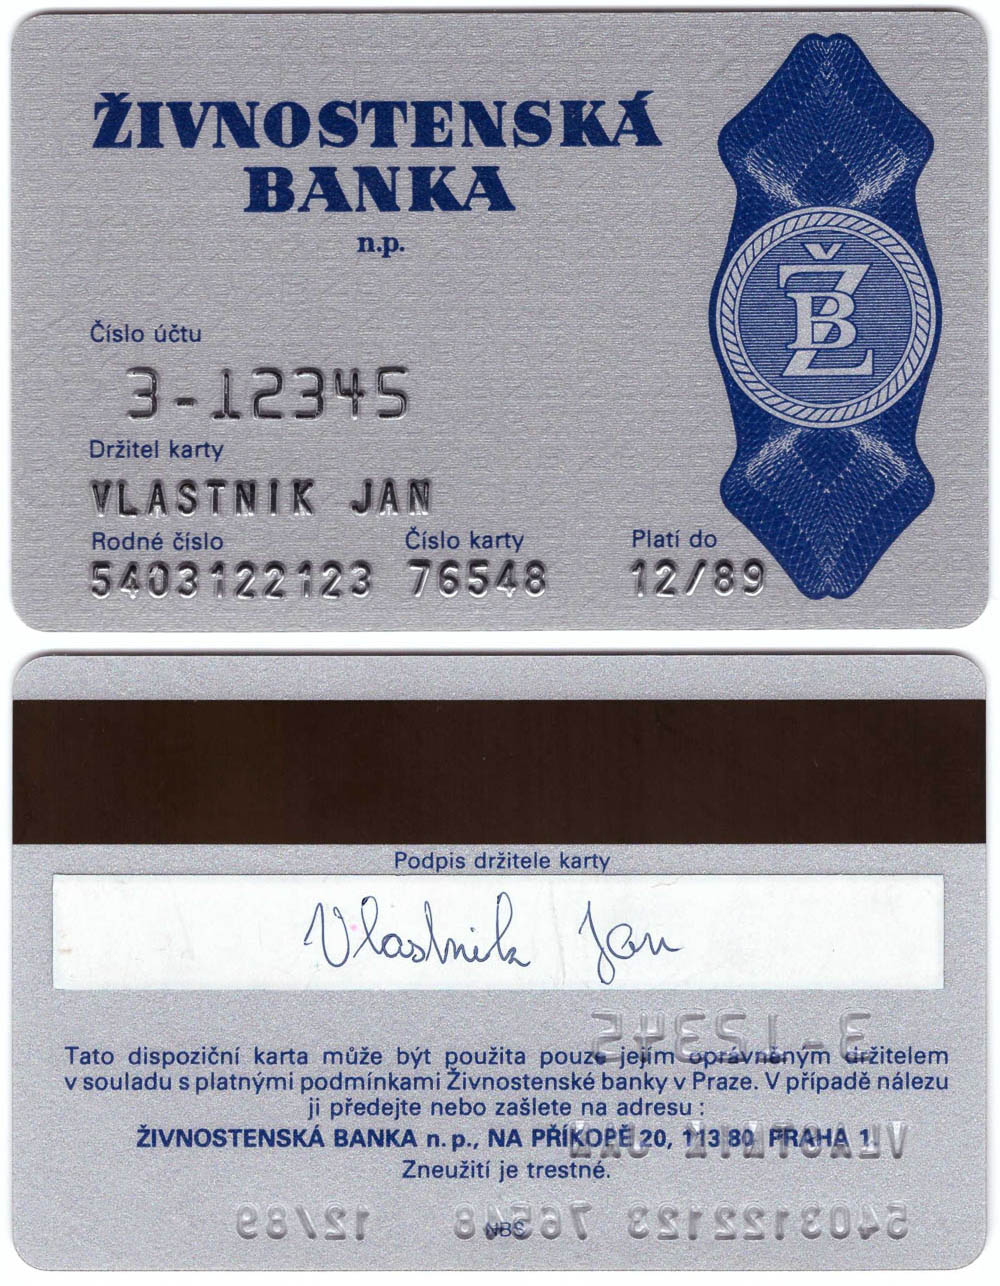 ŽIVNOSTENSKÁ
BANKA
n.p.
ŽB
Číslo účtu
3-12345
Držitel karty
VLASTNIK JAN
Rodné číslo Číslo karty Platí do
5403122123 76548 12/89
Podpis držitele karty
Vlastnik Jan
Tato dispoziční karta může být použita pouze jejím oprávněným držitelem
v souladu s platnými podmínkami Živnostenské banky v Praze. V případě nálezu
ji předejte nebo zašlete na adresu :
ŽIVNOSTENSKÁ BANKA n. p., NA PŘÍKOPĚ 20, 113 80 PRAHA 1.
Zneužití je trestné.
NBS